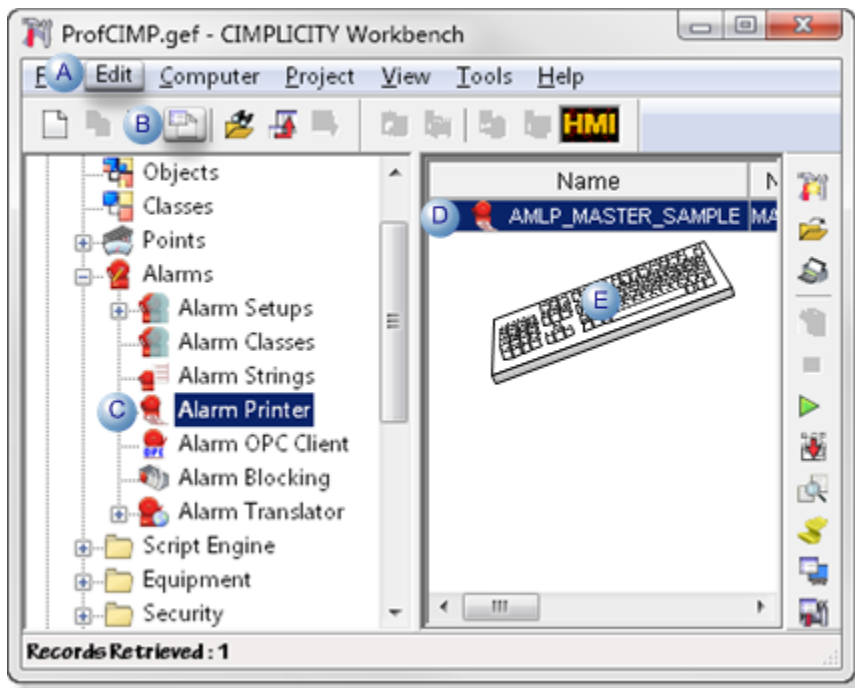 ProfCIMP.gef - CIMPLICITY Workbench
F A Edit Computer Project View Tools Help
B HMI
Objects
Classes
Points
Alarms
Alarm Setups
Alarm Classes
Alarm Strings
C Alarm Printer
Alarm OPC Client
Alarm Blocking
Alarm Translator
Script Engine
Equipment
Security
Name N
D AMLP_MASTER_SAMPLE MA
E
Records Retrieved : 1